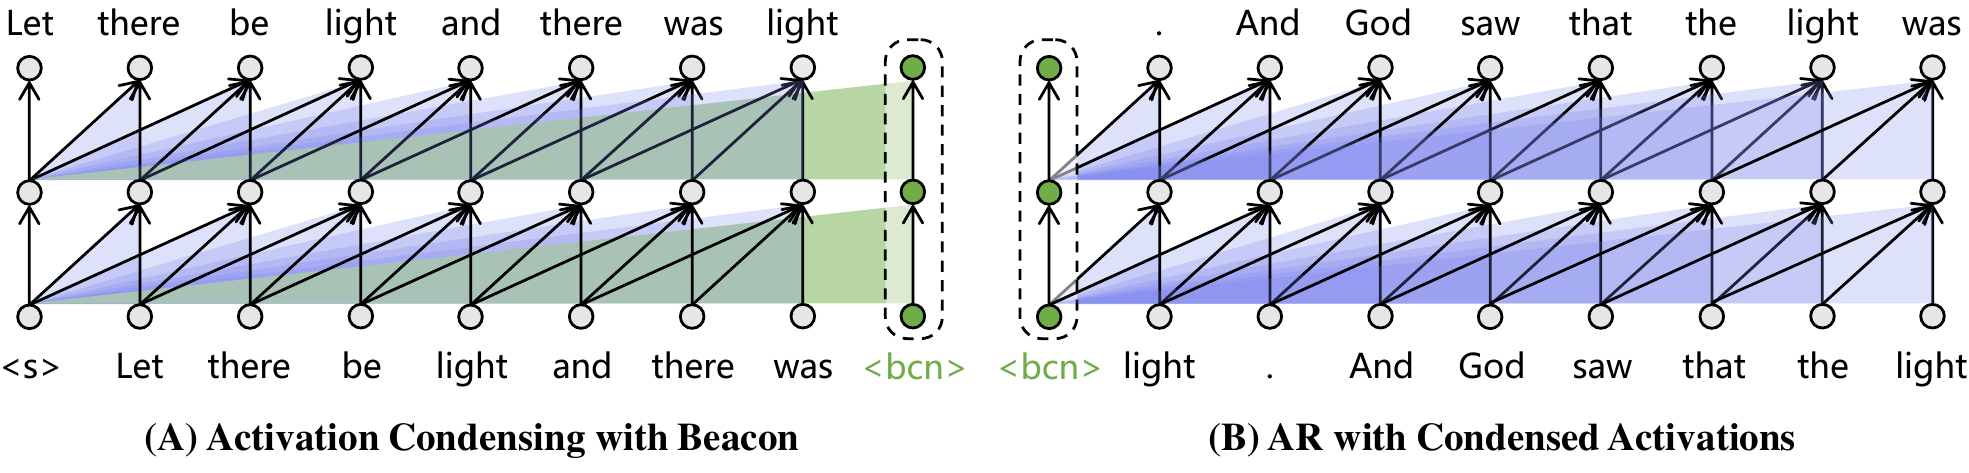 Let there be light and there was light
. And God saw that the light was
<s> Let there be light and there was <bcn>
<bcn> light . And God saw that the light
(A) Activation Condensing with Beacon
(B) AR with Condensed Activations